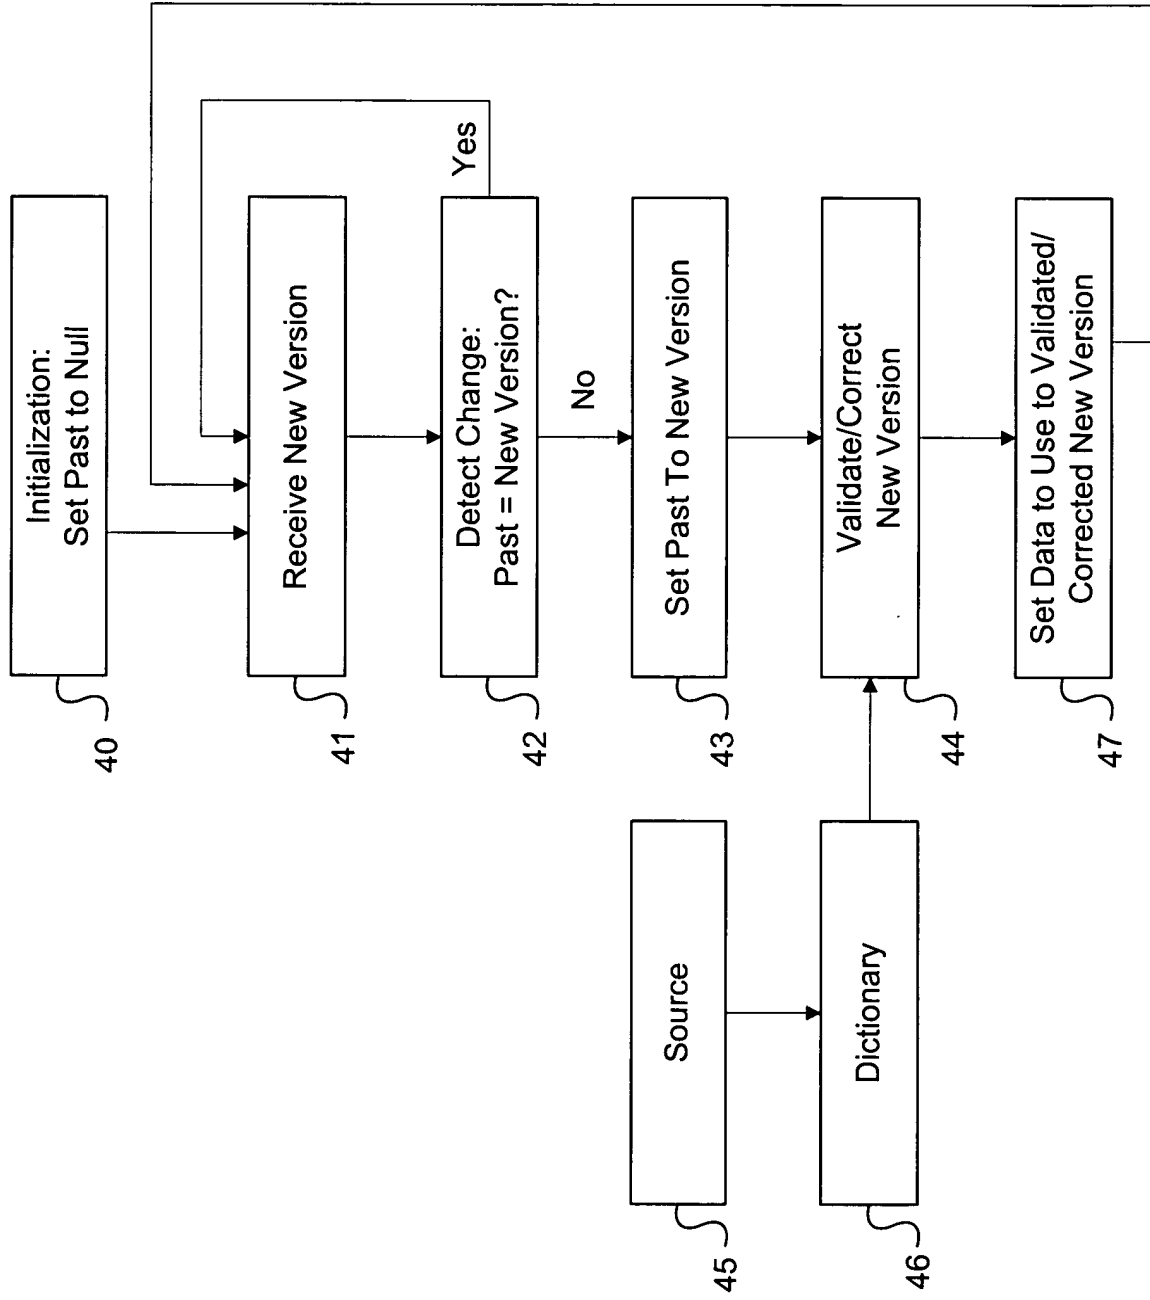 Initialization:
Set Past to Null
40
Receive New Version
41
Detect Change:
Past = New Version?
42
Yes
No
Set Past To New Version
43
Source
45
Validate/Correct
New Version
44
Dictionary
46
Set Data to Use to Validated/
Corrected New Version
47